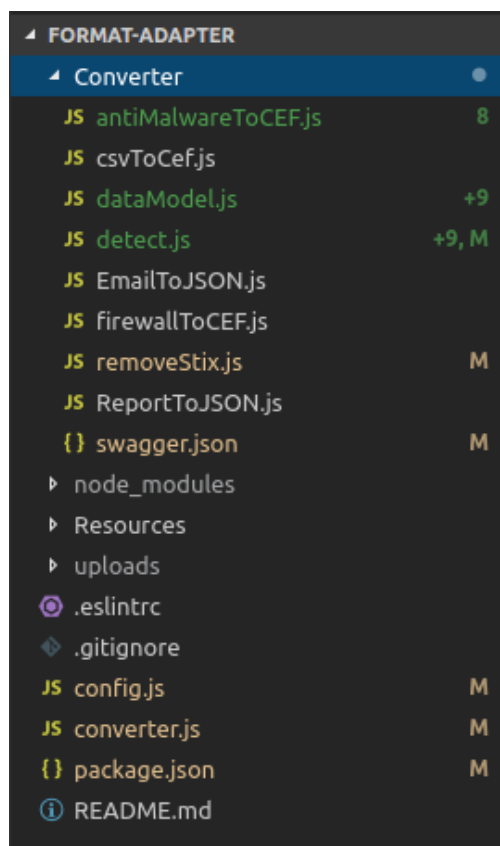 FORMAT-ADAPTER
Converter
JS antiMalwareToCEF.js 8
JS csvToCef.js
JS dataModel.js +9
JS detect.js +9, M
JS EmailToJSON.js
JS firewallToCEF.js
JS removeStix.js M
JS ReportToJSON.js
{} swagger.json M
node_modules
Resources
uploads
.eslintrc
.gitignore
JS config.js M
JS converter.js M
{} package.json M
README.md